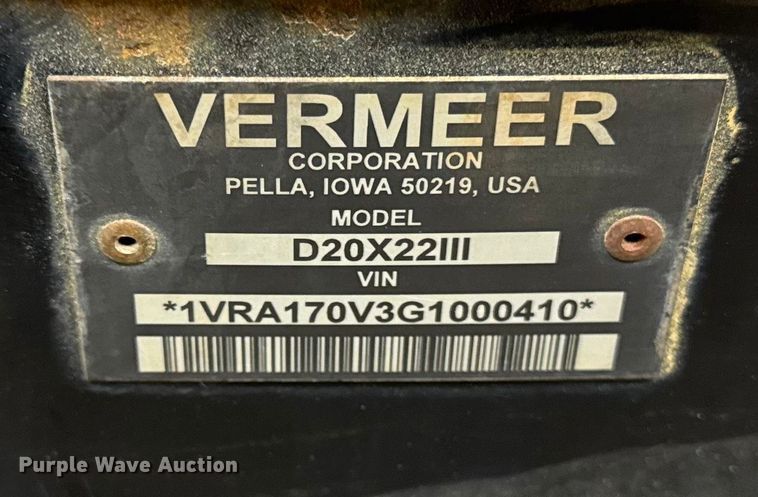 VERMEER
CORPORATION
PELLA, IOWA 50219, USA
MODEL
D20X22III
VIN
*1VRA170V3G1000410*
Purple Wave Auction